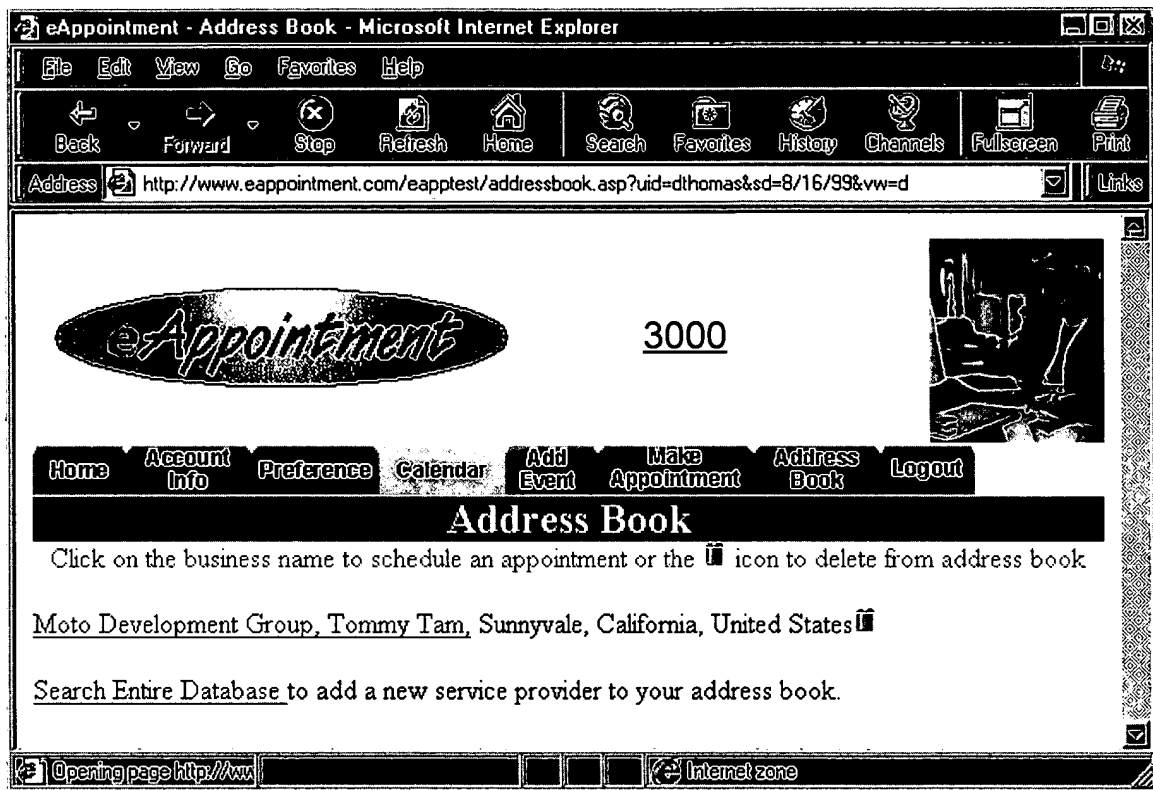 eAppointment - Address Book - Microsoft Internet Explorer
File Edit View Go Favorites Help
Back Forward Stop Refresh Home Search Favorites History Channels Fullscreen Print
Address http://www.eappointment.com/eapptest/addressbook.asp?uid=dthomas&sd=8/16/99&vw=d Links
eAppointment
3000
Home Account Info Preference Calendar Add Event Make Appointment Address Book Logout
Address Book
Click on the business name to schedule an appointment or the icon to delete from address book
Moto Development Group, Tommy Tam, Sunnyvale, California, United States
Search Entire Database to add a new service provider to your address book.
Opening page http://ww Internet zone